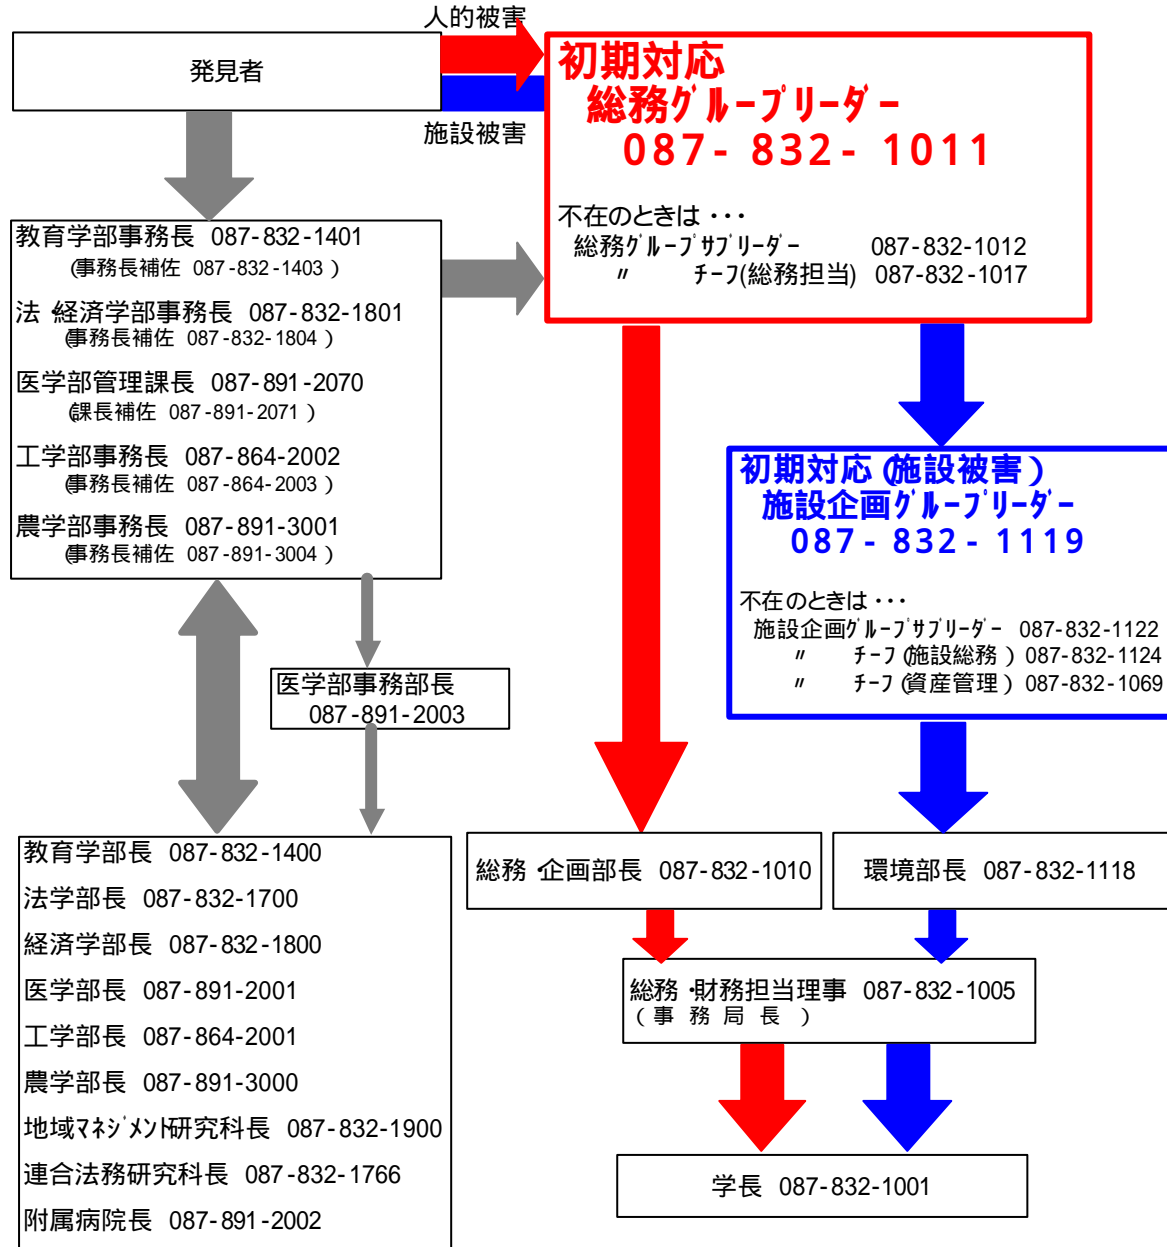 人的被害
発見者
施設被害
初期対応
総務グループリーダー
087-832-1011
不在のときは・・・
総務グループサブリーダー 087-832-1012
〃 チーフ(総務担当) 087-832-1017
教育学部事務長 087-832-1401
(事務長補佐 087-832-1403)
法・経済学部事務長 087-832-1801
(事務長補佐 087-832-1804)
医学部管理課長 087-891-2070
(課長補佐 087-891-2071)
工学部事務長 087-864-2002
(事務長補佐 087-864-2003)
農学部事務長 087-891-3001
(事務長補佐 087-891-3004)
初期対応(施設被害)
施設企画グループリーダー
087-832-1119
不在のときは・・・
施設企画グループサブリーダー 087-832-1122
〃 チーフ(施設総務) 087-832-1124
〃 チーフ(資産管理) 087-832-1069
医学部事務部長
087-891-2003
教育学部長 087-832-1400
法学部長 087-832-1700
経済学部長 087-832-1800
医学部長 087-891-2001
工学部長 087-864-2001
農学部長 087-891-3000
地域マネジメント研究科長 087-832-1900
連合法務研究科長 087-832-1766
附属病院長 087-891-2002
総務・企画部長 087-832-1010
環境部長 087-832-1118
総務・財務担当理事 087-832-1005
(事務局長)
学長 087-832-1001